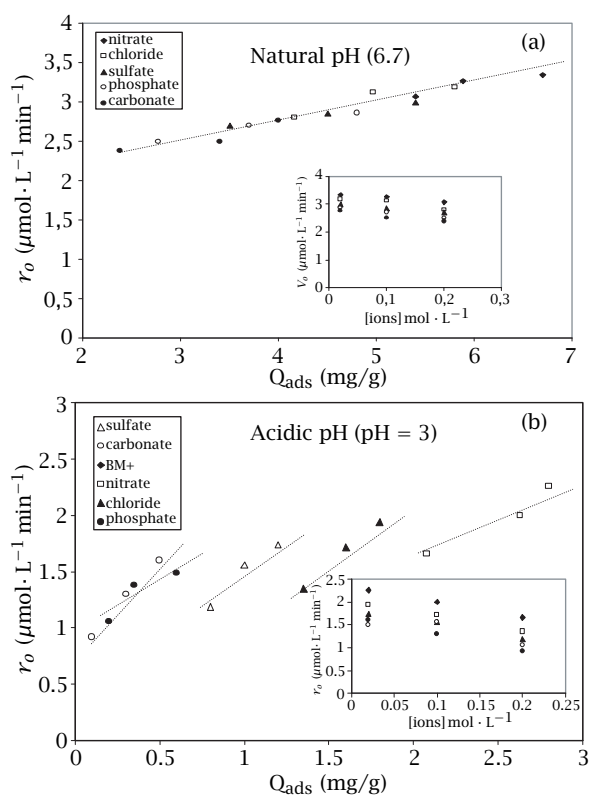 (a)
Natural pH (6.7)
nitrate
chloride
sulfate
phosphate
carbonate
4
3,5
3
2,5
2
1,5
1
0,5
0
r₀ (μmol· L⁻¹ min⁻¹)
2 3 4 5 6 7
Q_ads (mg/g)
4
3
2
1
0
V₀ (μmol·L⁻¹ min⁻¹)
0 0,1 0,2 0,3
[ions] mol · L⁻¹
(b)
Acidic pH (pH = 3)
sulfate
carbonate
BM+
nitrate
chloride
phosphate
3
2.5
2
1.5
1
0.5
0
r₀ (μmol· L⁻¹ min⁻¹)
0 0.5 1 1.5 2 2.5 3
Q_ads (mg/g)
2.5
2
1.5
1
0.5
0
r₀ (μmol·L⁻¹ min⁻¹)
0 0.05 0.1 0.15 0.2 0.25
[ions] mol · L⁻¹